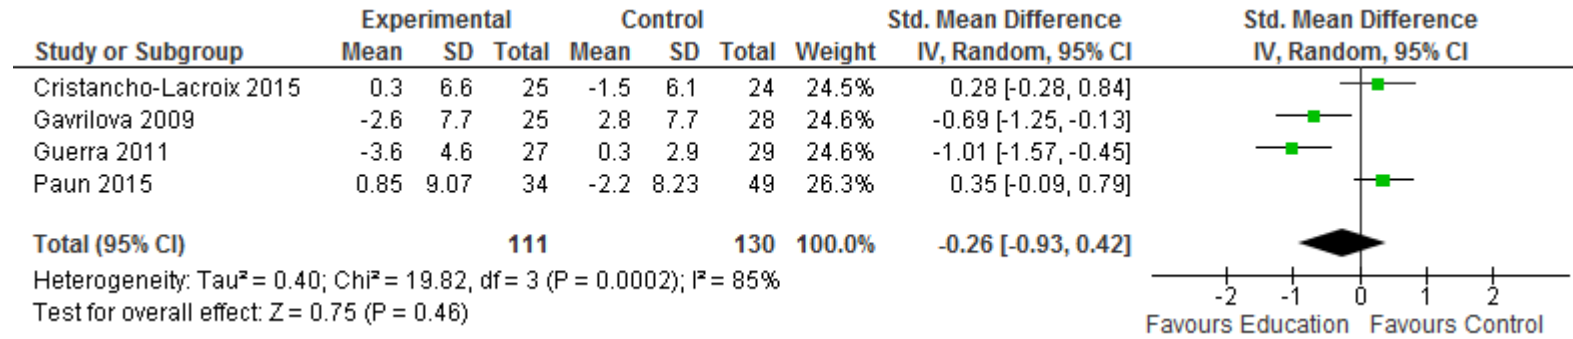 Experimental Control Std. Mean Difference Std. Mean Difference
Study or Subgroup Mean SD Total Mean SD Total Weight IV, Random, 95% CI IV, Random, 95% CI
Cristancho-Lacroix 2015 0.3 6.6 25 -1.5 6.1 24 24.5% 0.28 [-0.28, 0.84]
Gavrilova 2009 -2.6 7.7 25 2.8 7.7 28 24.6% -0.69 [-1.25, -0.13]
Guerra 2011 -3.6 4.6 27 0.3 2.9 29 24.6% -1.01 [-1.57, -0.45]
Paun 2015 0.85 9.07 34 -2.2 8.23 49 26.3% 0.35 [-0.09, 0.79]
Total (95% CI) 111 130 100.0% -0.26 [-0.93, 0.42]
Heterogeneity: Tau² = 0.40; Chi² = 19.82, df = 3 (P = 0.0002); I² = 85%
Test for overall effect: Z = 0.75 (P = 0.46)
-2 -1 0 1 2
Favours Education Favours Control